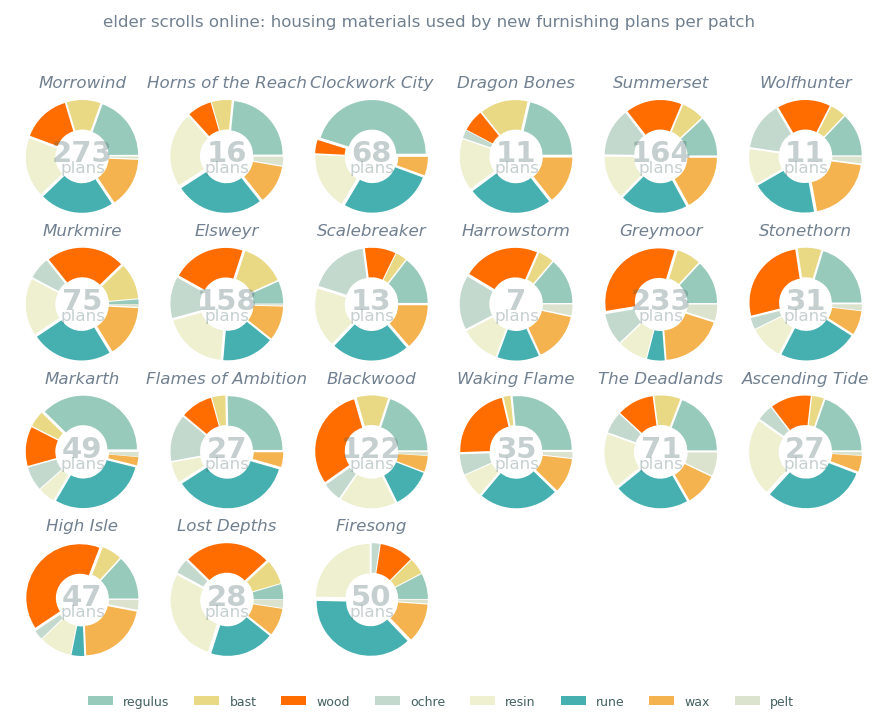 elder scrolls online: housing materials used by new furnishing plans per patch
Morrowind Horns of the Reach Clockwork City Dragon Bones Summerset Wolfhunter
273 plans 16 plans 68 plans 11 plans 164 plans 11 plans
Murkmire Elsweyr Scalebreaker Harrowstorm Greymoor Stonethorn
75 plans 158 plans 13 plans 7 plans 233 plans 31 plans
Markarth Flames of Ambition Blackwood Waking Flame The Deadlands Ascending Tide
49 plans 27 plans 122 plans 35 plans 71 plans 27 plans
High Isle Lost Depths Firesong
47 plans 28 plans 50 plans
regulus bast wood ochre resin rune wax pelt